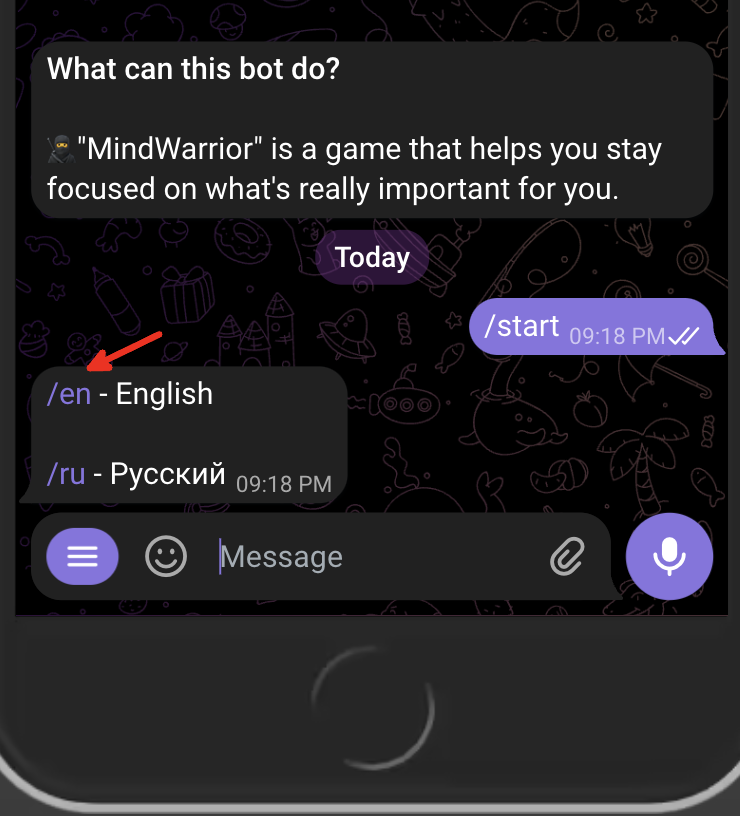 What can this bot do?
🥷"MindWarrior" is a game that helps you stay
focused on what's really important for you.
Today
/start 09:18 PM
/en - English
/ru - Русский 09:18 PM
Message